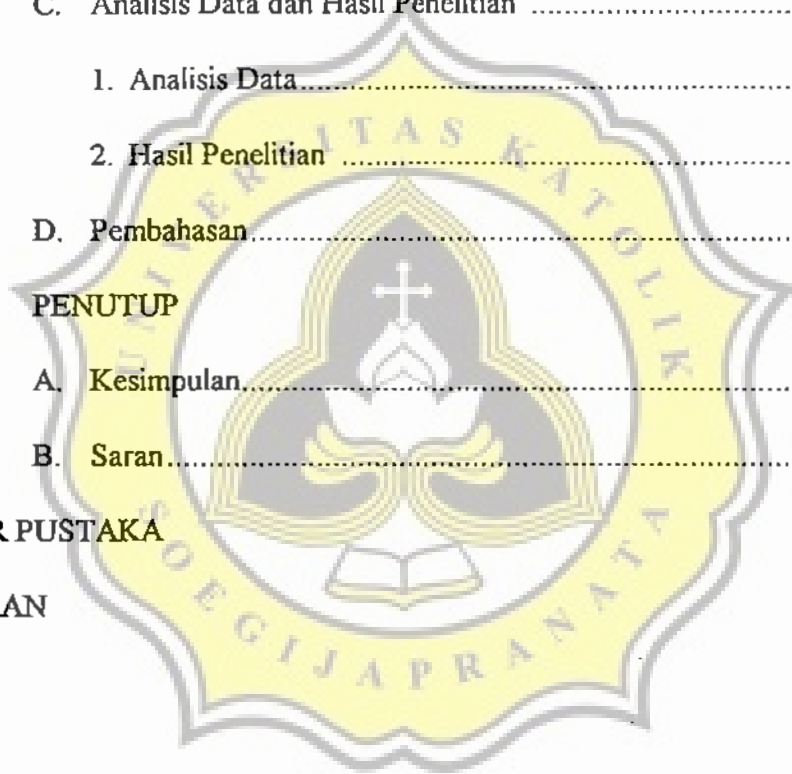 C. Analisis Data dan Hasil Penelitian ..............................
1. Analisis Data..............................................................
2. Hasil Penelitian .........................................................
D. Pembahasan..................................................................
PENUTUP
A. Kesimpulan...................................................................
B. Saran.............................................................................
R PUSTAKA
AN
UNIVERSITAS KATOLIK
SOEGIJAPRANATA